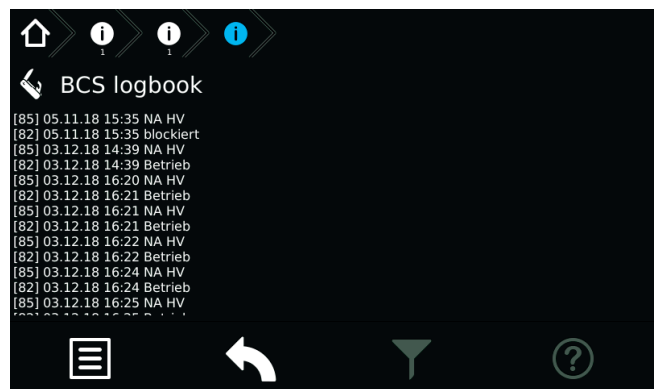 1
1
BCS logbook
[85] 05.11.18 15:35 NA HV
[82] 05.11.18 15:35 blockiert
[85] 03.12.18 14:39 NA HV
[82] 03.12.18 14:39 Betrieb
[85] 03.12.18 16:20 NA HV
[82] 03.12.18 16:21 Betrieb
[85] 03.12.18 16:21 NA HV
[82] 03.12.18 16:21 Betrieb
[85] 03.12.18 16:22 NA HV
[82] 03.12.18 16:22 Betrieb
[85] 03.12.18 16:24 NA HV
[82] 03.12.18 16:24 Betrieb
[85] 03.12.18 16:25 NA HV